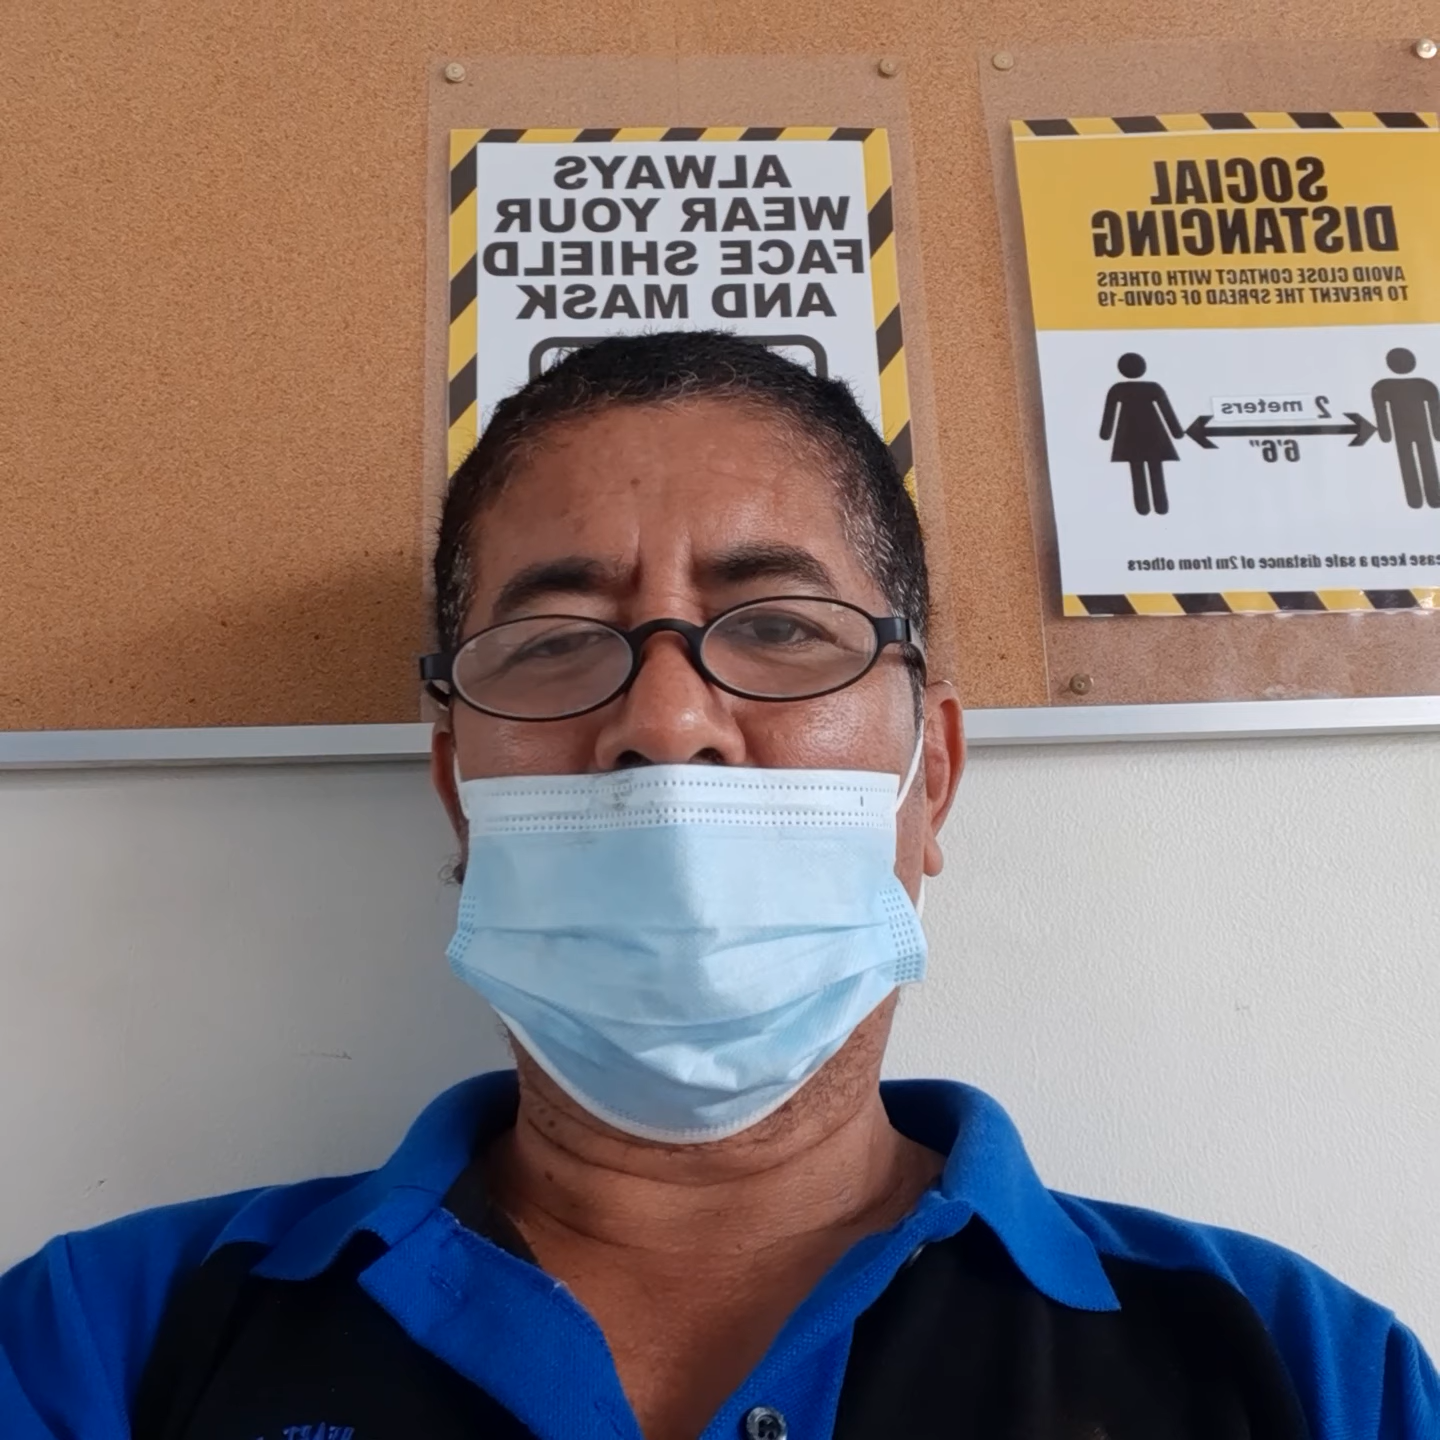 ALWAYS
WEAR YOUR
FACE SHIELD
AND MASK
SOCIAL
DISTANCING
AVOID CLOSE CONTACT WITH OTHERS
TO PREVENT THE SPREAD OF COVID-19
2 meters
6'6"
keep a safe distance of 2m from others